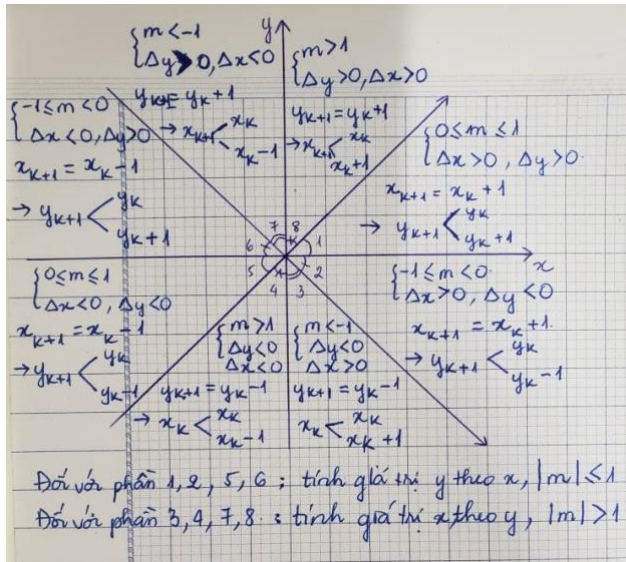 y
{ m < -1
Δy > 0, Δx < 0
y_{k+1} = y_k + 1
→ x_{k+1} < x_k
x_k - 1
{ m > 1
Δy > 0, Δx > 0
y_{k+1} = y_k + 1
→ x_{k+1} < x_k
x_k + 1
{ -1 ≤ m < 0
Δx < 0, Δy > 0
x_{k+1} = x_k - 1
→ y_{k+1} < y_k
y_k + 1
{ 0 ≤ m ≤ 1
Δx > 0, Δy > 0
x_{k+1} = x_k + 1
→ y_{k+1} < y_k
y_k + 1
7 8
6 1
5 2
4 3
x
{ 0 ≤ m ≤ 1
Δx < 0, Δy < 0
x_{k+1} = x_k - 1
→ y_{k+1} < y_k
y_k - 1
{ -1 ≤ m < 0
Δx > 0, Δy < 0
x_{k+1} = x_k + 1.
→ y_{k+1} < y_k
y_k - 1
{ m > 1
Δy < 0
Δx < 0
y_{k+1} = y_k - 1
→ x_k < x_k
x_k - 1
{ m < -1
Δy < 0
Δx > 0
y_{k+1} = y_k - 1
x_k < x_k
x_k + 1
Đối với phần 1, 2, 5, 6 ; tính giá trị y theo x, |m| ≤ 1
Đối với phần 3, 4, 7, 8 : tính giá trị x theo y, |m| > 1